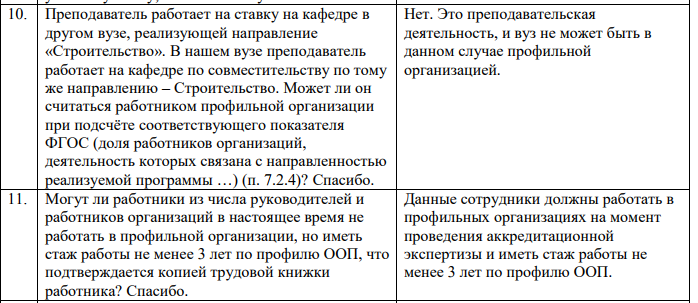 10.
Преподаватель работает на ставку на кафедре в
другом вузе, реализующей направление
«Строительство». В нашем вузе преподаватель
работает на кафедре по совместительству по тому
же направлению – Строительство. Может ли он
считаться работником профильной организации
при подсчёте соответствующего показателя
ФГОС (доля работников организаций,
деятельность которых связана с направленностью
реализуемой программы …) (п. 7.2.4)? Спасибо.
Нет. Это преподавательская
деятельность, и вуз не может быть в
данном случае профильной
организацией.
11.
Могут ли работники из числа руководителей и
работников организаций в настоящее время не
работать в профильной организации, но иметь
стаж работы не менее 3 лет по профилю ООП, что
подтверждается копией трудовой книжки
работника? Спасибо.
Данные сотрудники должны работать в
профильных организациях на момент
проведения аккредитационной
экспертизы и иметь стаж работы не
менее 3 лет по профилю ООП.